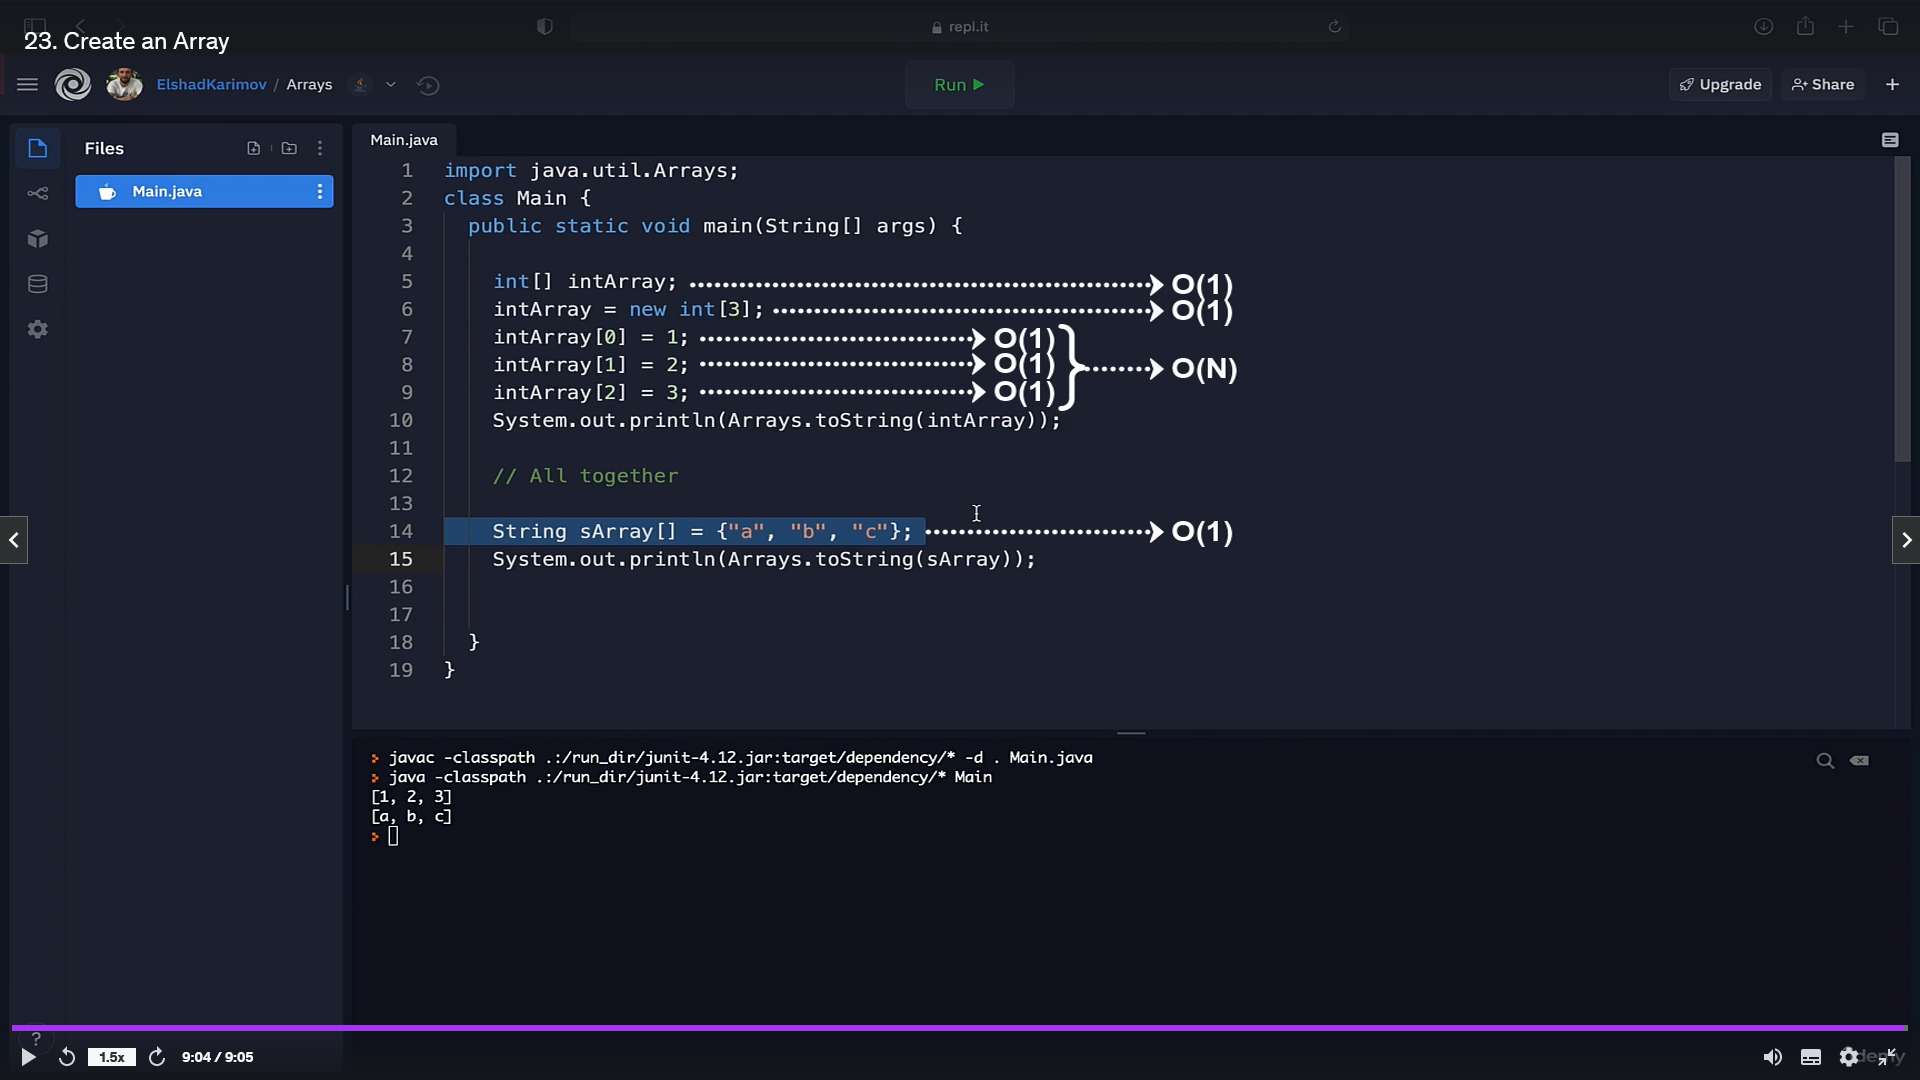 23. Create an Array
repl.it
ElshadKarimov / Arrays
Run
Upgrade
Share
Files
Main.java
Main.java
1 import java.util.Arrays;
2 class Main {
3 public static void main(String[] args) {
4
5 int[] intArray; O(1)
6 intArray = new int[3]; O(1)
7 intArray[0] = 1; O(1)
8 intArray[1] = 2; O(1) O(N)
9 intArray[2] = 3; O(1)
10 System.out.println(Arrays.toString(intArray));
11
12 // All together
13
14 String sArray[] = {"a", "b", "c"}; O(1)
15 System.out.println(Arrays.toString(sArray));
16
17
18 }
19 }
> javac -classpath .:/run_dir/junit-4.12.jar:target/dependency/* -d . Main.java
> java -classpath .:/run_dir/junit-4.12.jar:target/dependency/* Main
[1, 2, 3]
[a, b, c]
>
?
1.5x
9:04 / 9:05